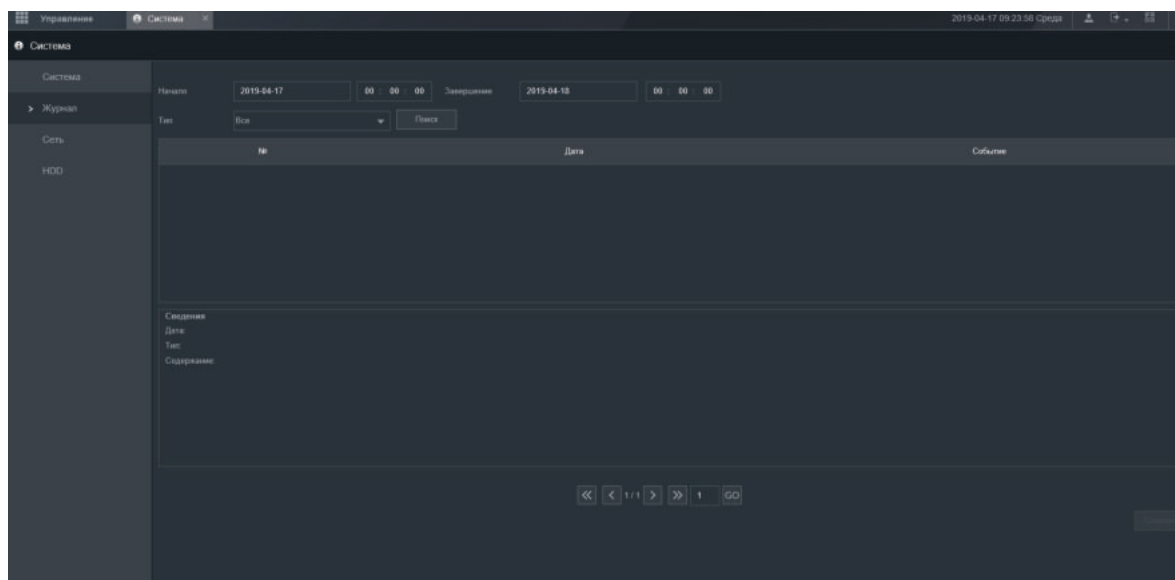 Управление Система × 2019-04-17 09:23:56 Среда
Система
Система
Журнал
Сеть
HDD
Начало 2019-04-17 00 : 00 : 00 Завершение 2019-04-18 00 : 00 : 00
Тип Все Поиск
№ Дата Событие
Сведения
Дата:
Тип:
Содержание:
1 / 1 1 GO